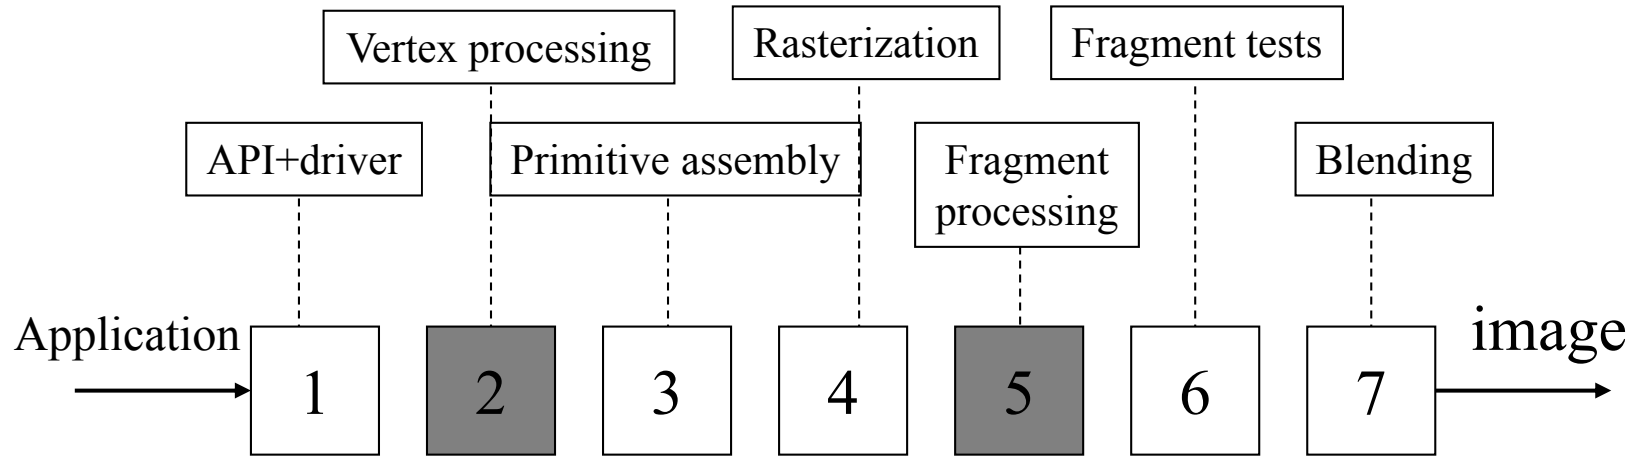 Vertex processing
Rasterization
Fragment tests
API+driver
Primitive assembly
Fragment
processing
Blending
Application
image
1
2
3
4
5
6
7